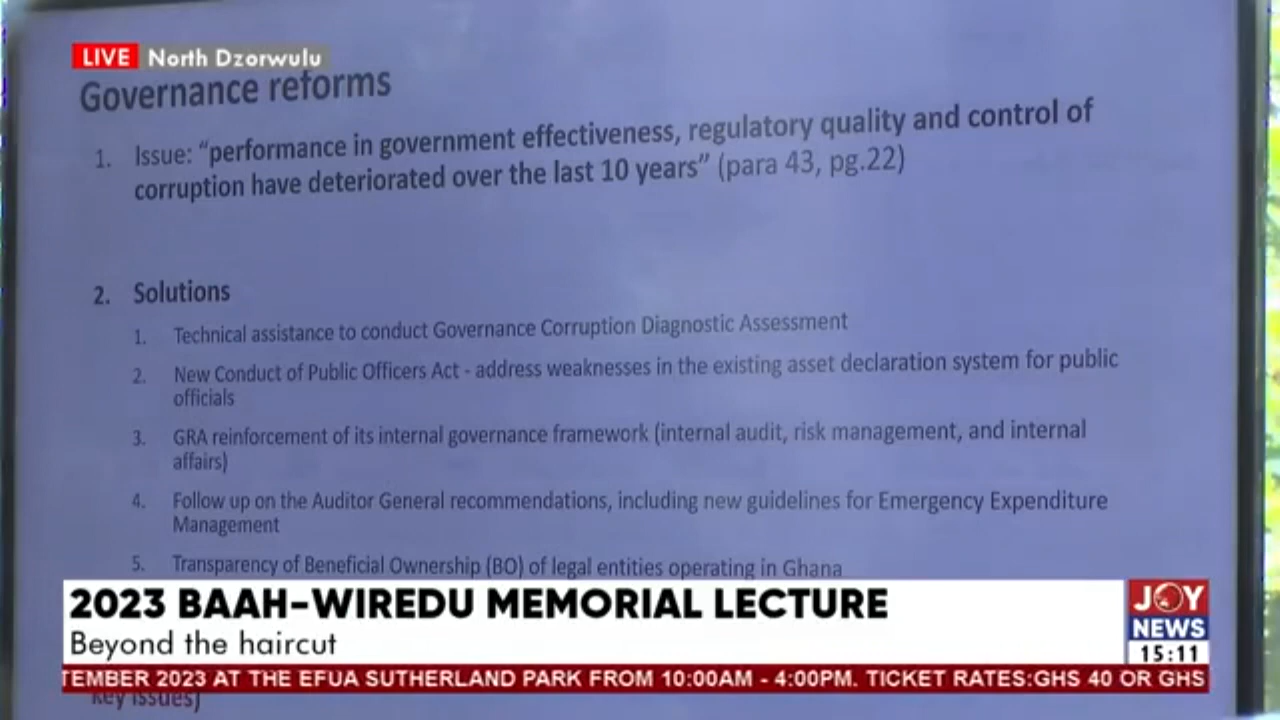 LIVE North Dzorwulu
Governance reforms
1. Issue: “performance in government effectiveness, regulatory quality and control of
corruption have deteriorated over the last 10 years” (para 43, pg.22)
2. Solutions
1. Technical assistance to conduct Governance Corruption Diagnostic Assessment
2. New Conduct of Public Officers Act - address weaknesses in the existing asset declaration system for public
officials
3. GRA reinforcement of its internal governance framework (internal audit, risk management, and internal
affairs)
4. Follow up on the Auditor General recommendations, including new guidelines for Emergency Expenditure
Management
5. Transparency of Beneficial Ownership (BO) of legal entities operating in Ghana
2023 BAAH-WIREDU MEMORIAL LECTURE
Beyond the haircut
JOY
NEWS
15:11
TEMBER 2023 AT THE EFUA SUTHERLAND PARK FROM 10:00AM - 4:00PM. TICKET RATES:GHS 40 OR GHS
key issues)